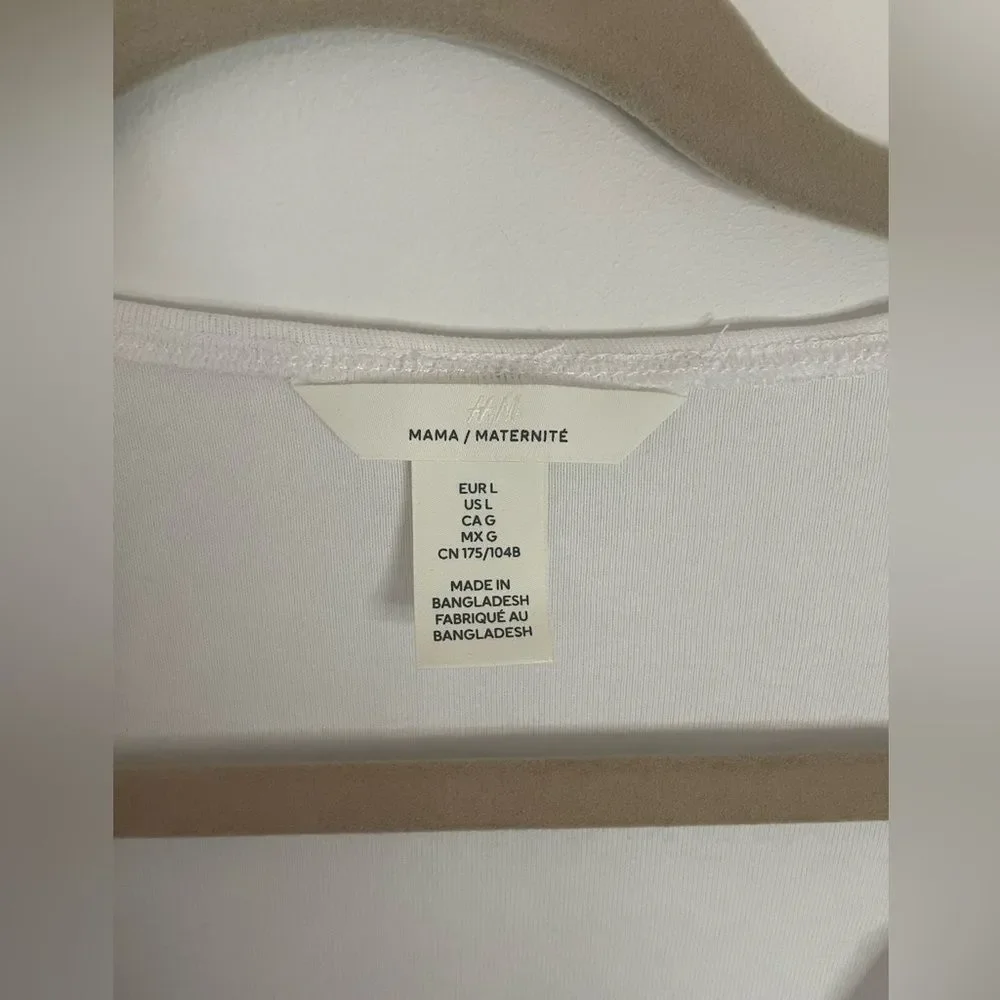 H&M
MAMA / MATERNITÉ
EUR L
US L
CA G
MX G
CN 175/104B
MADE IN
BANGLADESH
FABRIQUÉ AU
BANGLADESH